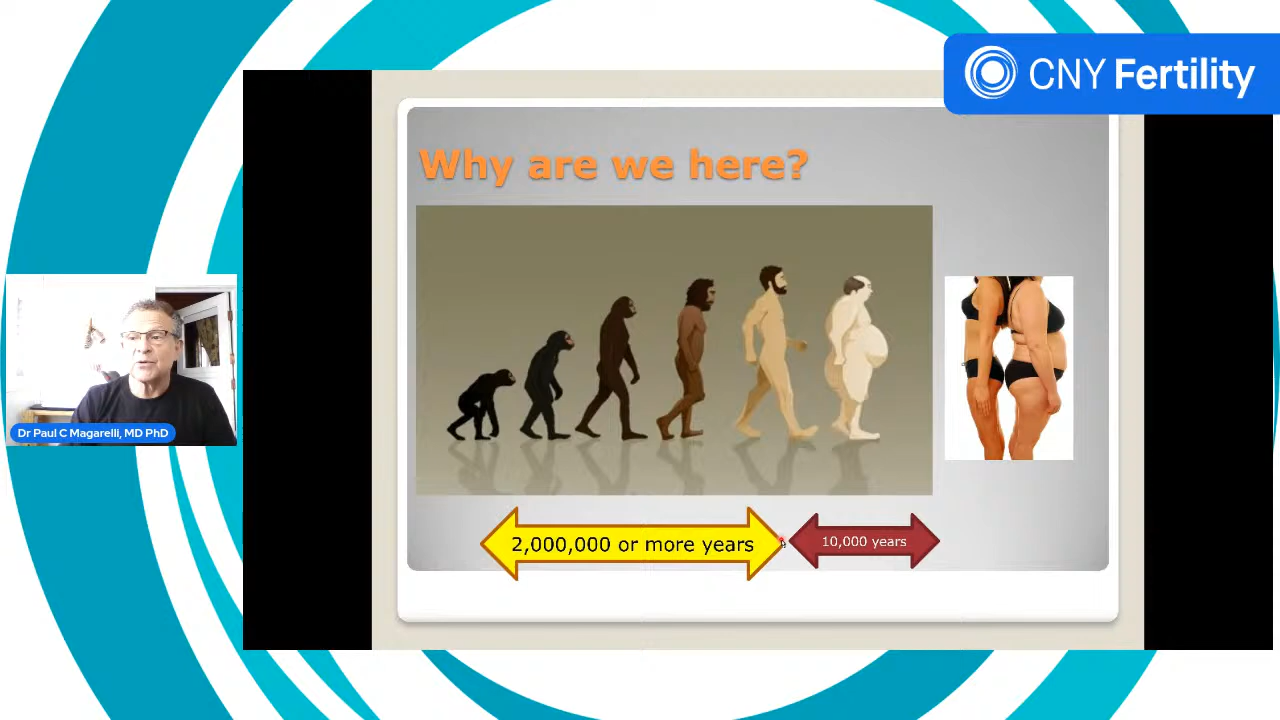 CNY Fertility
Why are we here?
Dr Paul C Magarelli, MD PhD
2,000,000 or more years
10,000 years